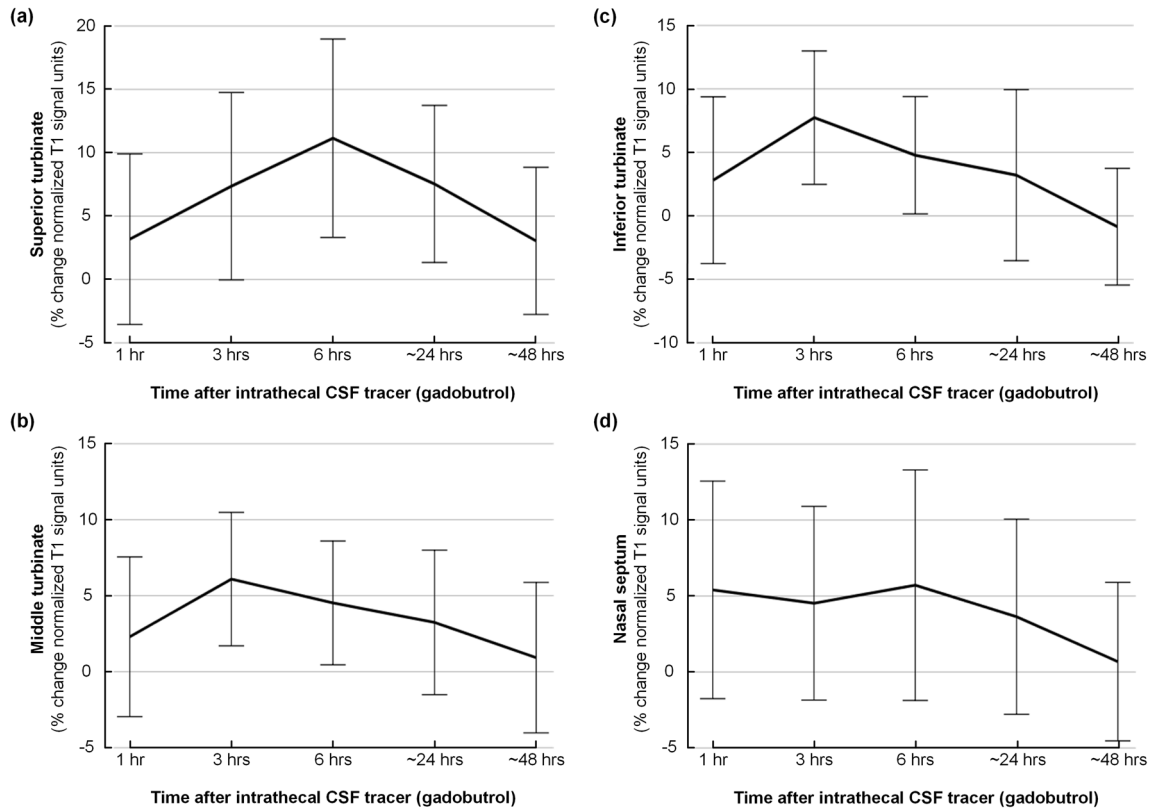 (a)
Superior turbinate
(% change normalized T1 signal units)
20
15
10
5
0
-5
1 hr 3 hrs 6 hrs ~24 hrs ~48 hrs
Time after intrathecal CSF tracer (gadobutrol)
(c)
Inferior turbinate
(% change normalized T1 signal units)
15
10
5
0
-5
-10
1 hr 3 hrs 6 hrs ~24 hrs ~48 hrs
Time after intrathecal CSF tracer (gadobutrol)
(b)
Middle turbinate
(% change normalized T1 signal units)
15
10
5
0
-5
1 hr 3 hrs 6 hrs ~24 hrs ~48 hrs
Time after intrathecal CSF tracer (gadobutrol)
(d)
Nasal septum
(% change normalized T1 signal units)
15
10
5
0
-5
1 hr 3 hrs 6 hrs ~24 hrs ~48 hrs
Time after intrathecal CSF tracer (gadobutrol)